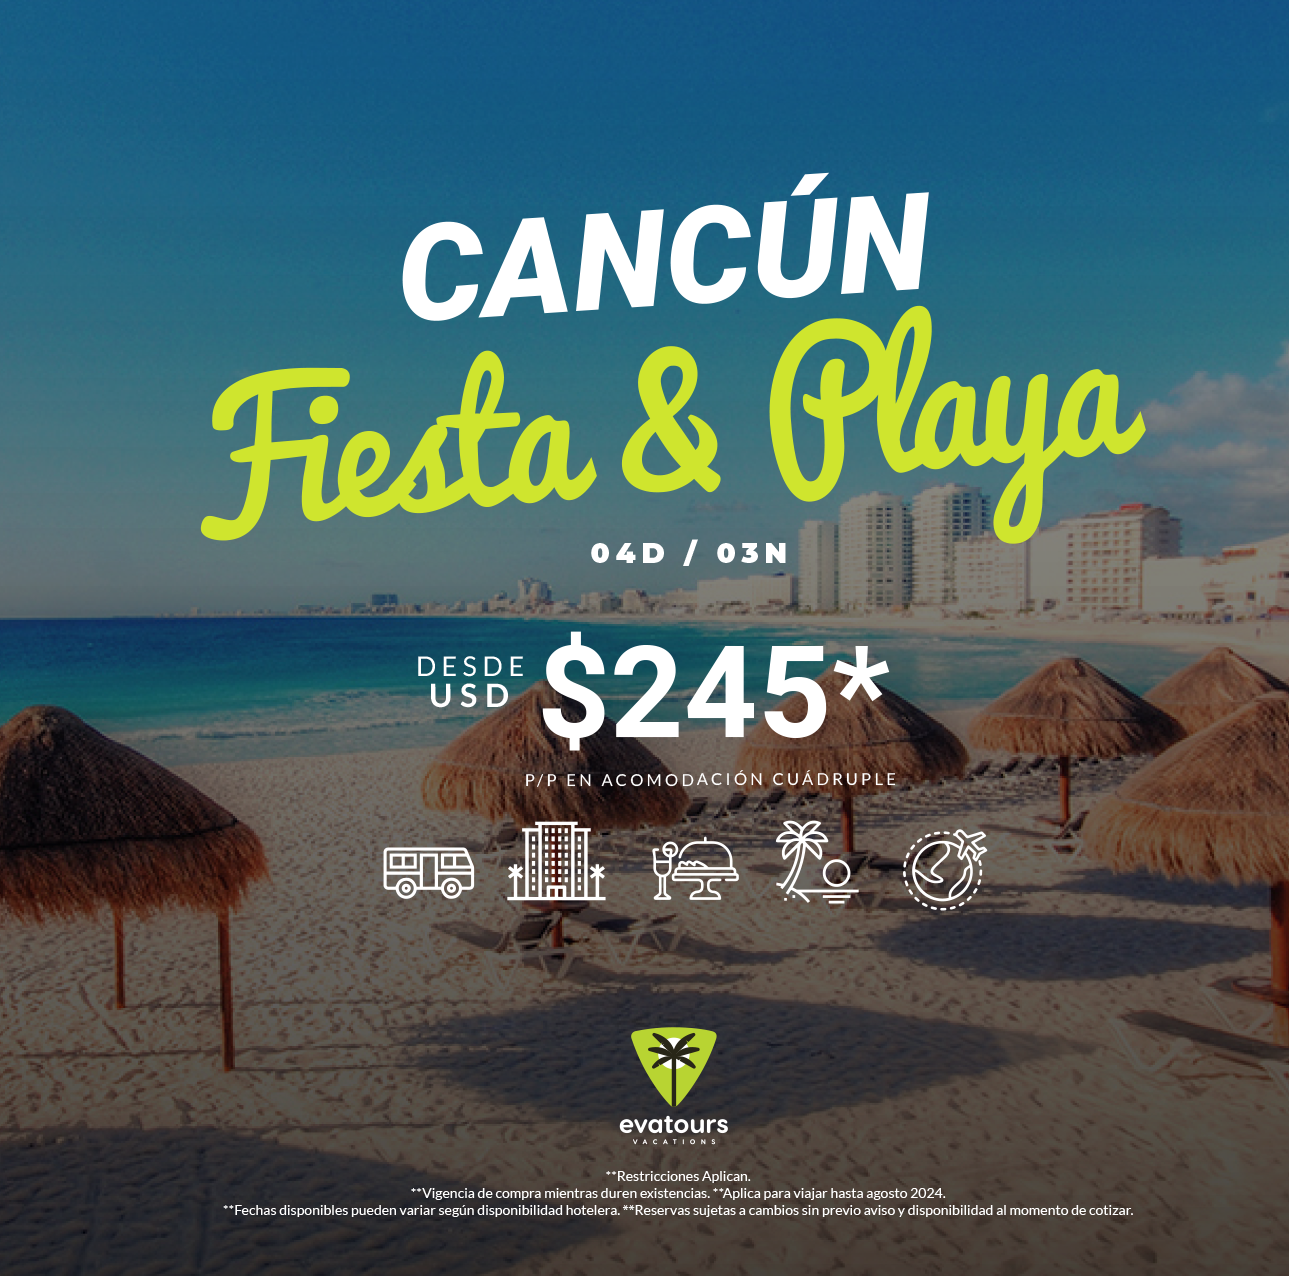 CANCÚN
Fiesta & Playa
04D / 03N
DESDE
USD
$245*
P/P EN ACOMODACIÓN CUÁDRUPLE
evatours
VACATIONS
**Restricciones Aplican.
**Vigencia de compra mientras duren existencias. **Aplica para viajar hasta agosto 2024.
**Fechas disponibles pueden variar según disponibilidad hotelera. **Reservas sujetas a cambios sin previo aviso y disponibilidad al momento de cotizar.